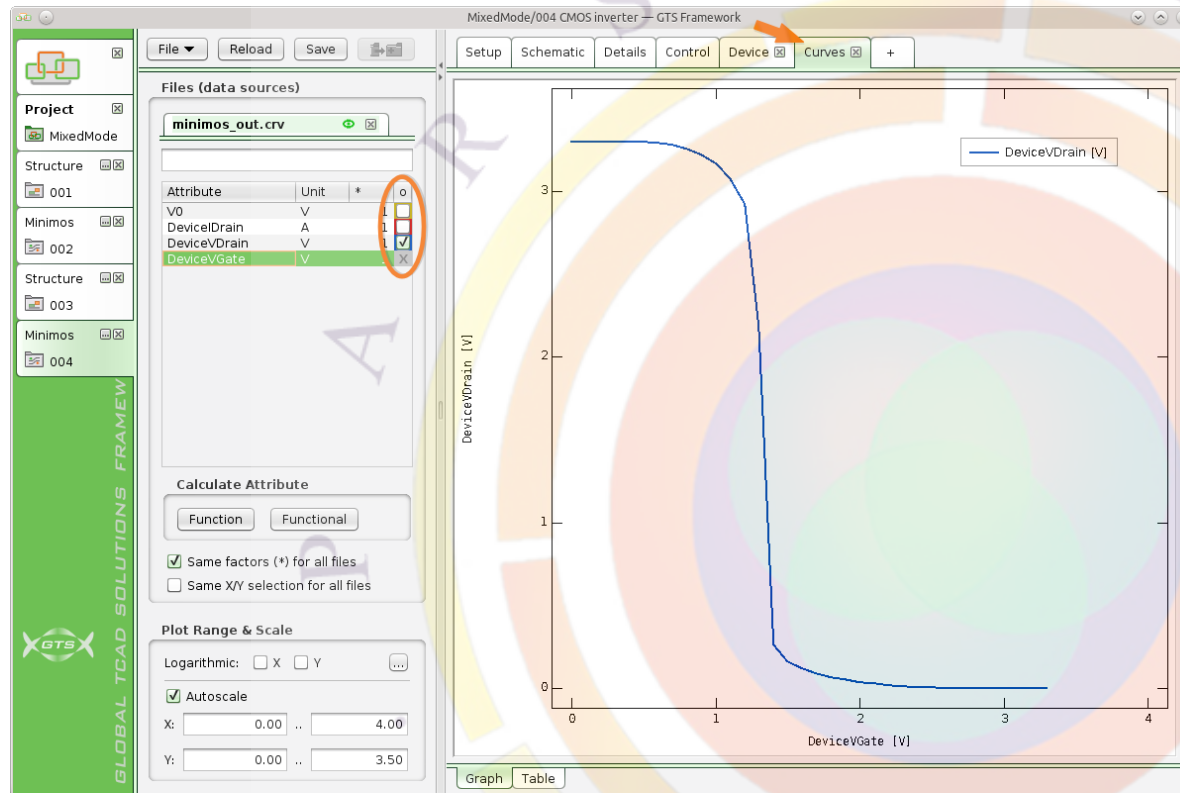 MixedMode/004 CMOS inverter — GTS Framework
File Reload Save
Setup Schematic Details Control Device Curves +
Project
MixedMode
Structure
001
Minimos
002
Structure
003
Minimos
004
GLOBAL TCAD SOLUTIONS FRAMEW
GTS
Files (data sources)
minimos_out.crv
Attribute Unit * o
V0 V 1
DeviceIDrain A 1
DeviceVDrain V 1
DeviceVGate V X
Calculate Attribute
Function Functional
Same factors (*) for all files
Same X/Y selection for all files
Plot Range & Scale
Logarithmic: X Y ...
Autoscale
X: 0.00 .. 4.00
Y: 0.00 .. 3.50
DeviceVDrain [V]
3
2
1
0
DeviceVDrain [V]
0 1 2 3 4
DeviceVGate [V]
Graph Table
P A R S